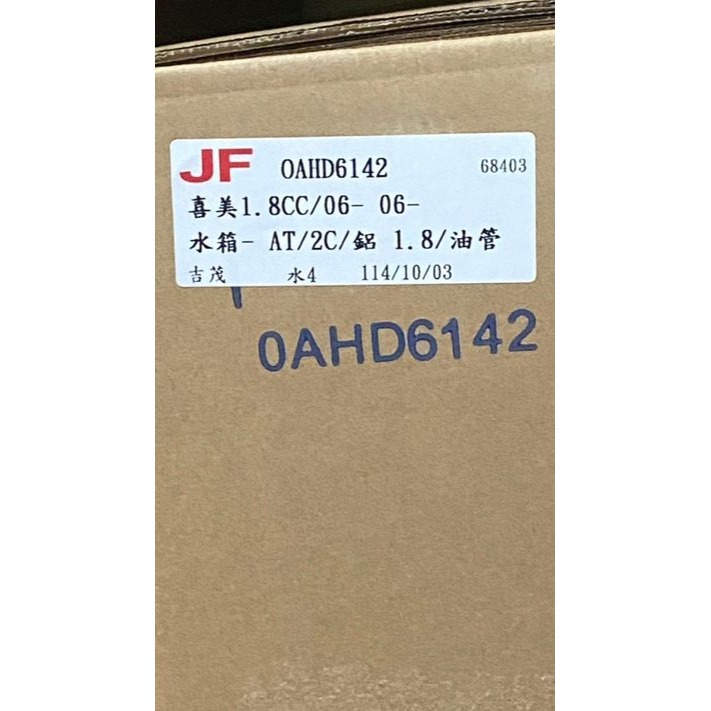 JF 0AHD6142 68403
喜美1.8CC/06- 06-
水箱- AT/2C/鋁 1.8/油管
吉茂 水4 114/10/03
0AHD6142